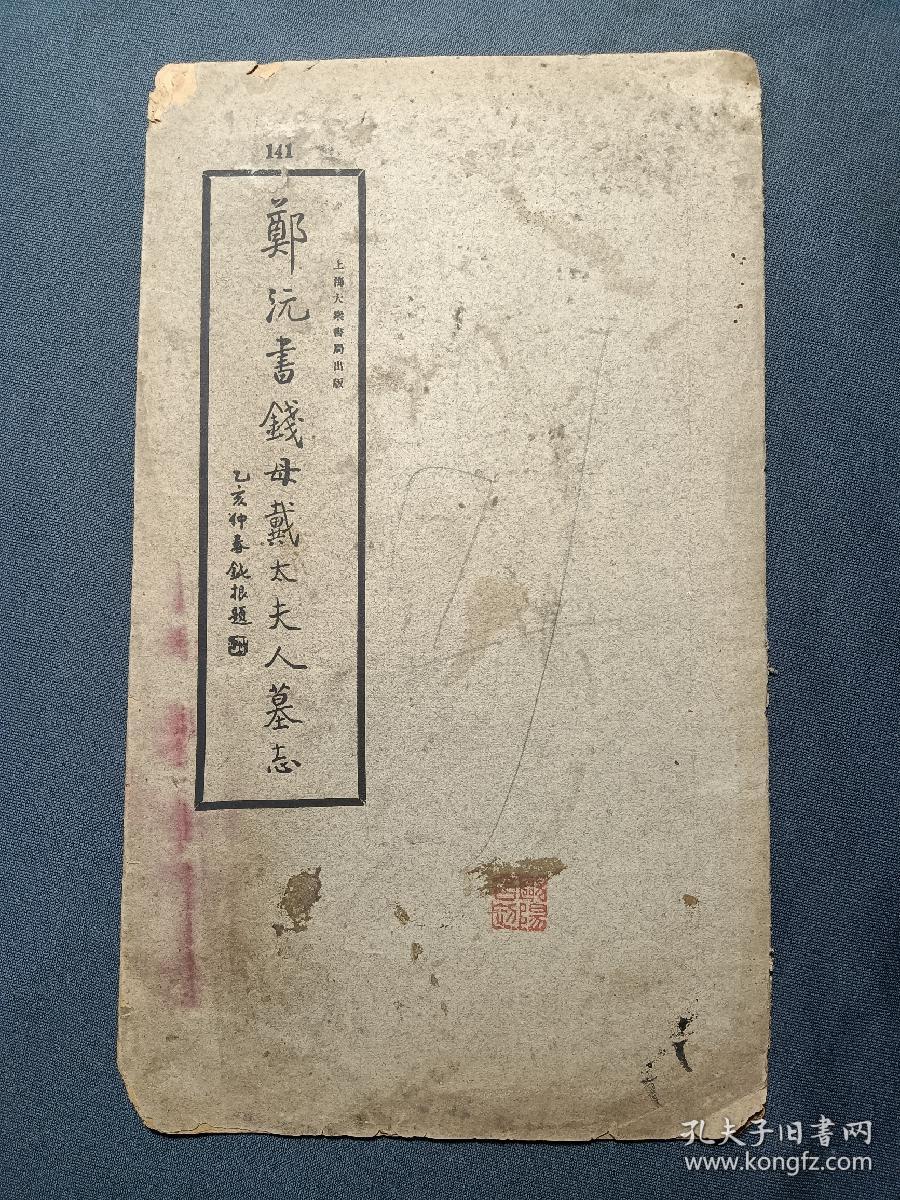 141
上海大衆書局出版
鄭沅書錢母戴太夫人墓志
乙亥仲春鈍根題
孔夫子旧書网
www.kongfz.com